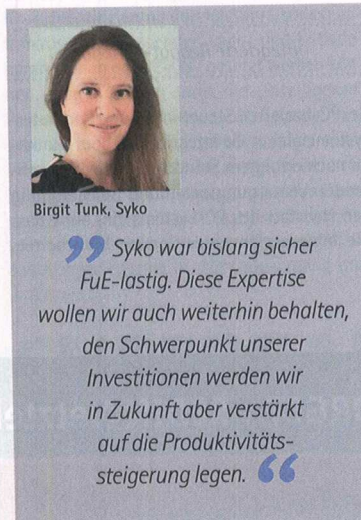 Birgit Tunk, Syko
„ Syko war bislang sicher
FuE-lastig. Diese Expertise
wollen wir auch weiterhin behalten,
den Schwerpunkt unserer
Investitionen werden wir
in Zukunft aber verstärkt
auf die Produktivitäts-
steigerung legen. “